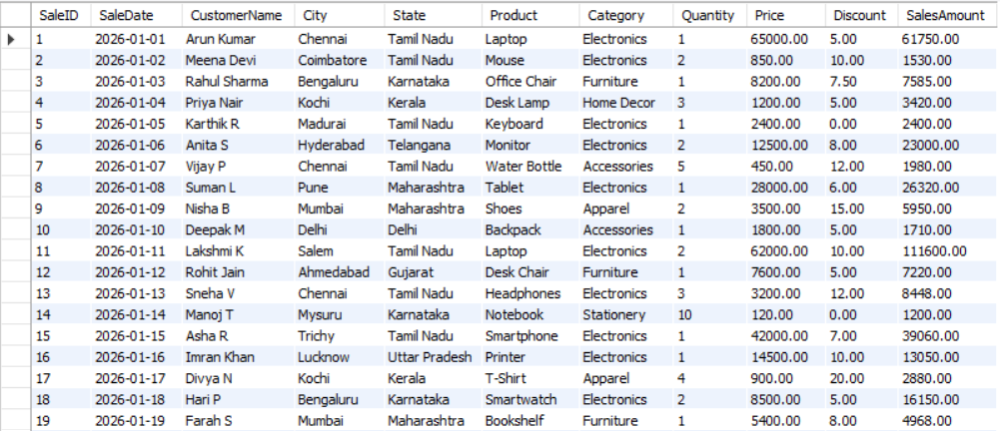 SaleID SaleDate CustomerName City State Product Category Quantity Price Discount SalesAmount
1 2026-01-01 Arun Kumar Chennai Tamil Nadu Laptop Electronics 1 65000.00 5.00 61750.00
2 2026-01-02 Meena Devi Coimbatore Tamil Nadu Mouse Electronics 2 850.00 10.00 1530.00
3 2026-01-03 Rahul Sharma Bengaluru Karnataka Office Chair Furniture 1 8200.00 7.50 7585.00
4 2026-01-04 Priya Nair Kochi Kerala Desk Lamp Home Decor 3 1200.00 5.00 3420.00
5 2026-01-05 Karthik R Madurai Tamil Nadu Keyboard Electronics 1 2400.00 0.00 2400.00
6 2026-01-06 Anita S Hyderabad Telangana Monitor Electronics 2 12500.00 8.00 23000.00
7 2026-01-07 Vijay P Chennai Tamil Nadu Water Bottle Accessories 5 450.00 12.00 1980.00
8 2026-01-08 Suman L Pune Maharashtra Tablet Electronics 1 28000.00 6.00 26320.00
9 2026-01-09 Nisha B Mumbai Maharashtra Shoes Apparel 2 3500.00 15.00 5950.00
10 2026-01-10 Deepak M Delhi Delhi Backpack Accessories 1 1800.00 5.00 1710.00
11 2026-01-11 Lakshmi K Salem Tamil Nadu Laptop Electronics 2 62000.00 10.00 111600.00
12 2026-01-12 Rohit Jain Ahmedabad Gujarat Desk Chair Furniture 1 7600.00 5.00 7220.00
13 2026-01-13 Sneha V Chennai Tamil Nadu Headphones Electronics 3 3200.00 12.00 8448.00
14 2026-01-14 Manoj T Mysuru Karnataka Notebook Stationery 10 120.00 0.00 1200.00
15 2026-01-15 Asha R Trichy Tamil Nadu Smartphone Electronics 1 42000.00 7.00 39060.00
16 2026-01-16 Imran Khan Lucknow Uttar Pradesh Printer Electronics 1 14500.00 10.00 13050.00
17 2026-01-17 Divya N Kochi Kerala T-Shirt Apparel 4 900.00 20.00 2880.00
18 2026-01-18 Hari P Bengaluru Karnataka Smartwatch Electronics 2 8500.00 5.00 16150.00
19 2026-01-19 Farah S Mumbai Maharashtra Bookshelf Furniture 1 5400.00 8.00 4968.00